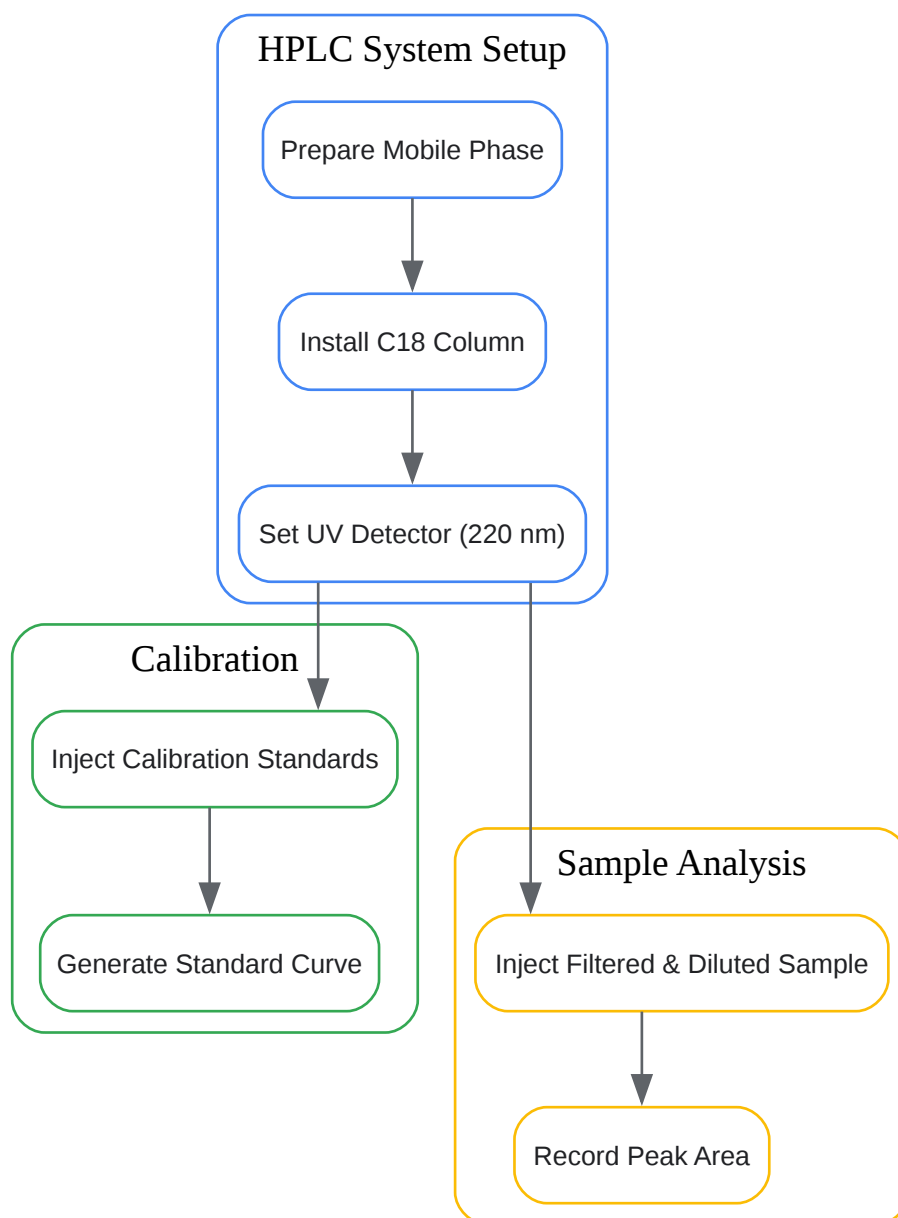 HPLC System Setup
Prepare Mobile Phase
Install C18 Column
Set UV Detector (220 nm)
Calibration
Inject Calibration Standards
Generate Standard Curve
Sample Analysis
Inject Filtered & Diluted Sample
Record Peak Area